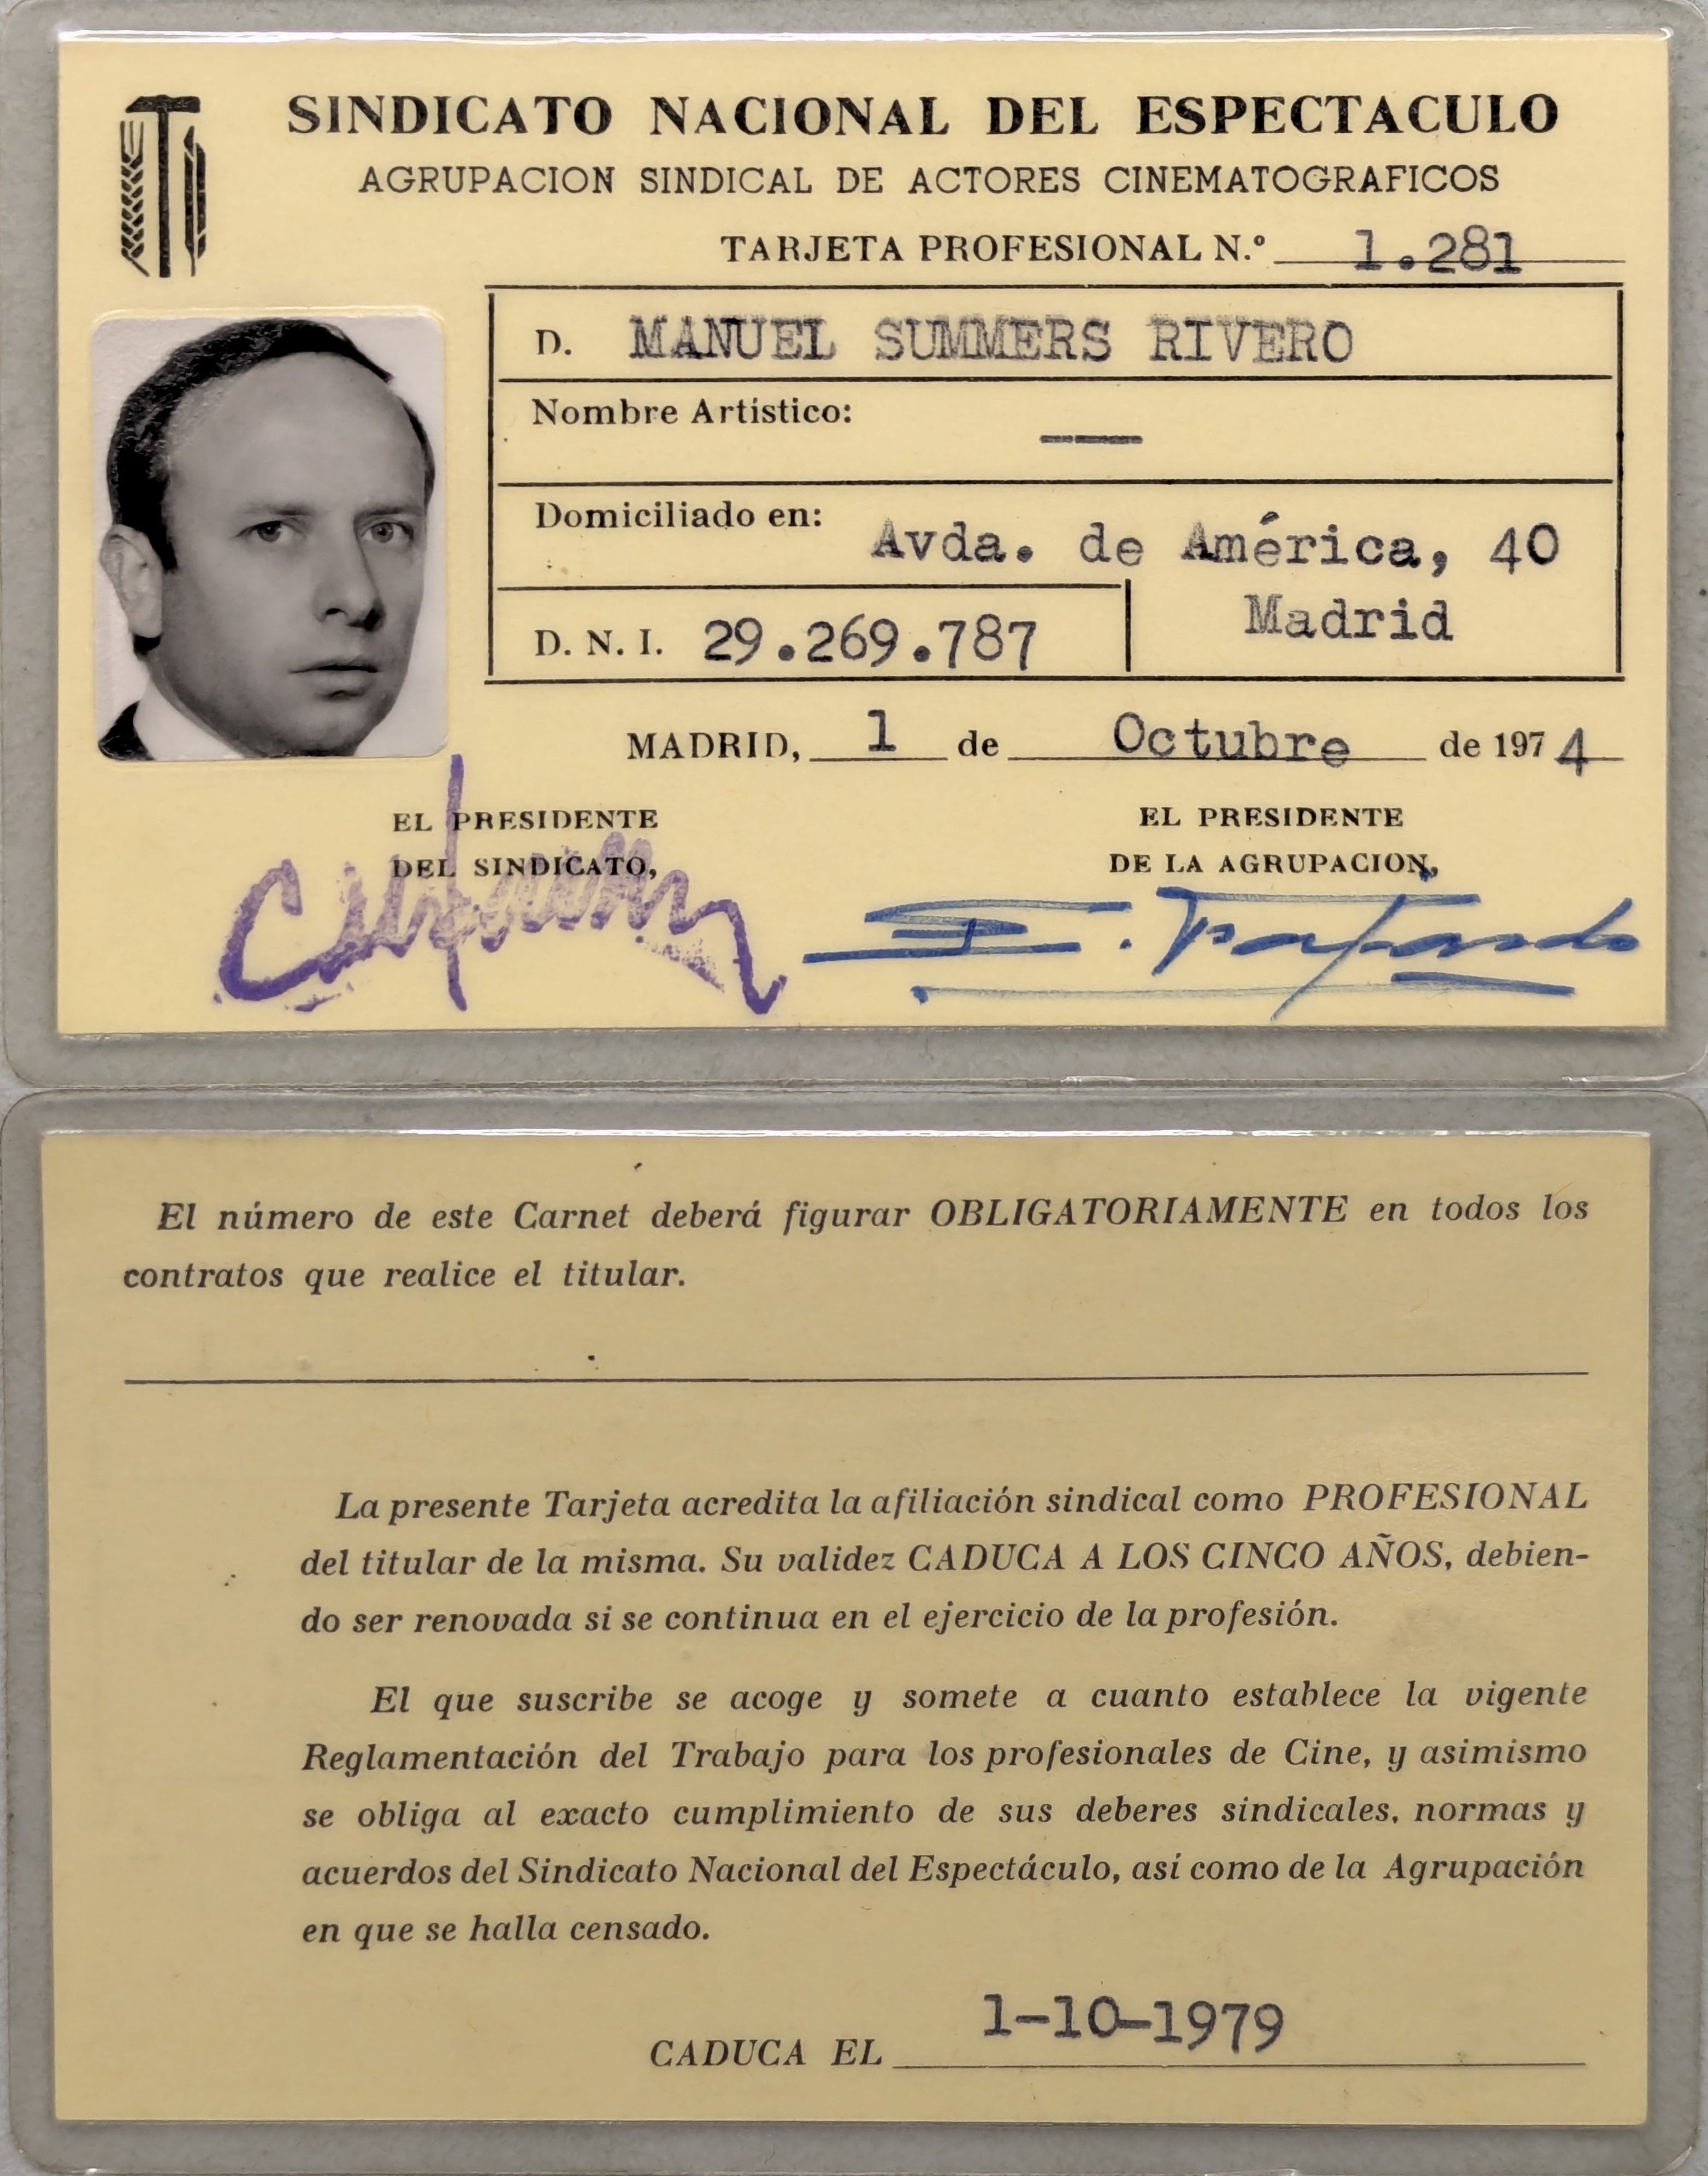 SINDICATO NACIONAL DEL ESPECTACULO
AGRUPACION SINDICAL DE ACTORES CINEMATOGRAFICOS
TARJETA PROFESIONAL N.º 1.281
D. MANUEL SUMMERS RIVERO
Nombre Artístico: —
Domiciliado en: Avda. de América, 40
Madrid
D. N. I. 29.269.787
MADRID, 1 de Octubre de 1974
EL PRESIDENTE
DEL SINDICATO,
EL PRESIDENTE
DE LA AGRUPACION,
El número de este Carnet deberá figurar OBLIGATORIAMENTE en todos los
contratos que realice el titular.
La presente Tarjeta acredita la afiliación sindical como PROFESIONAL
del titular de la misma. Su validez CADUCA A LOS CINCO AÑOS, debien-
do ser renovada si se continua en el ejercicio de la profesión.
El que suscribe se acoge y somete a cuanto establece la vigente
Reglamentación del Trabajo para los profesionales de Cine, y asimismo
se obliga al exacto cumplimiento de sus deberes sindicales, normas y
acuerdos del Sindicato Nacional del Espectáculo, así como de la Agrupación
en que se halla censado.
CADUCA EL 1-10-1979